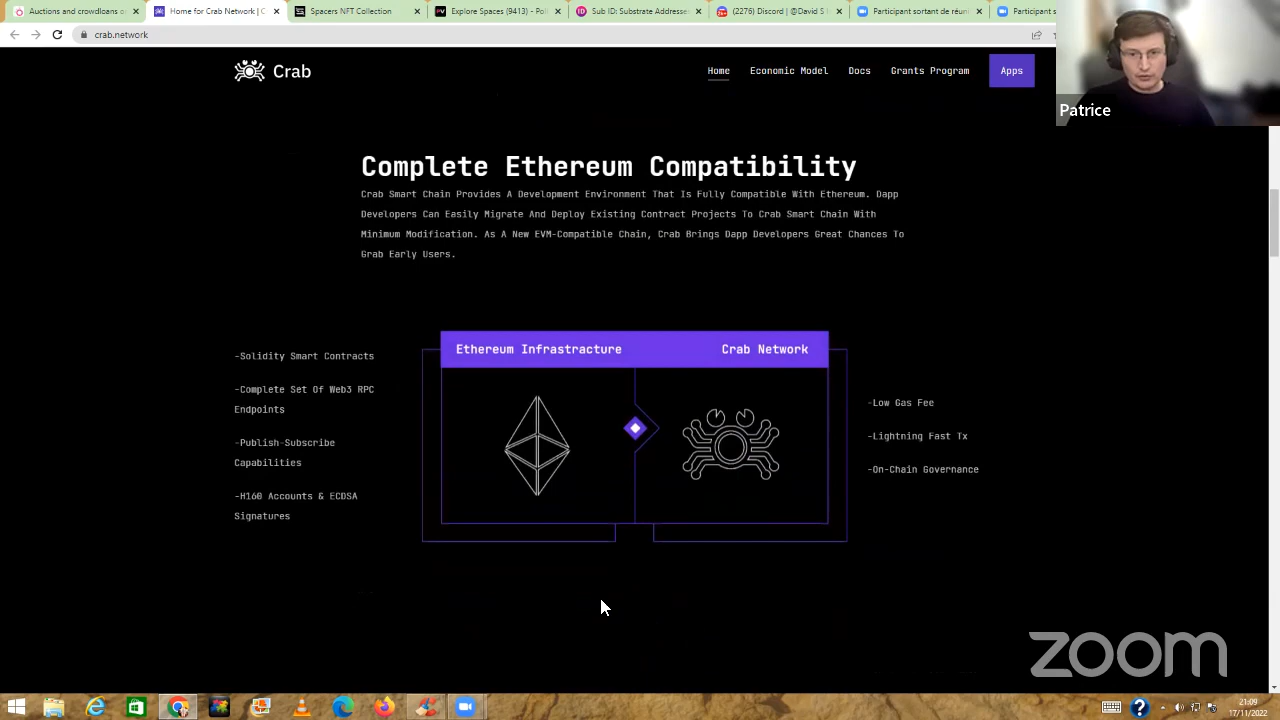 Auctions and crowdloans o
Home for Crab Network | C
Spacers NFT Collection
Explore Spaces (9413) - Pol
Sub ID: Substrate Addresse
(2276) Discord | @David S
Participant sortant de réuni
Participant s
crab.network
Crab
Home
Economic Model
Docs
Grants Program
Apps
Patrice
Complete Ethereum Compatibility
Crab Smart Chain Provides A Development Environment That Is Fully Compatible With Ethereum. Dapp
Developers Can Easily Migrate And Deploy Existing Contract Projects To Crab Smart Chain With
Minimum Modification. As A New EVM-Compatible Chain, Crab Brings Dapp Developers Great Chances To
Grab Early Users.
Ethereum Infrastracture
Crab Network
-Solidity Smart Contracts
-Complete Set Of Web3 RPC
Endpoints
-Publish-Subscribe
Capabilities
-H160 Accounts & ECDSA
Signatures
-Low Gas Fee
-Lightning Fast Tx
-On-Chain Governance
zoom
21:09
17/11/2022